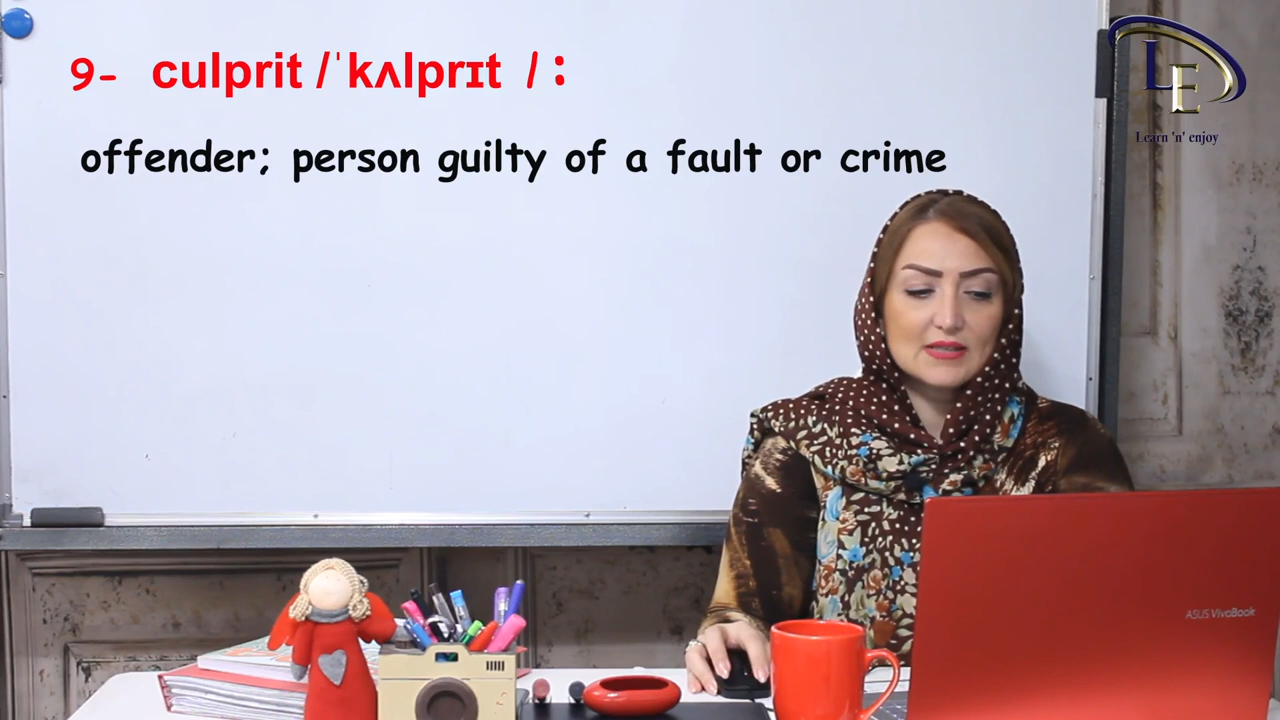 9- culprit /ˈkʌlprɪt / :
offender; person guilty of a fault or crime
LE
Learn 'n' enjoy
ASUS VivoBook